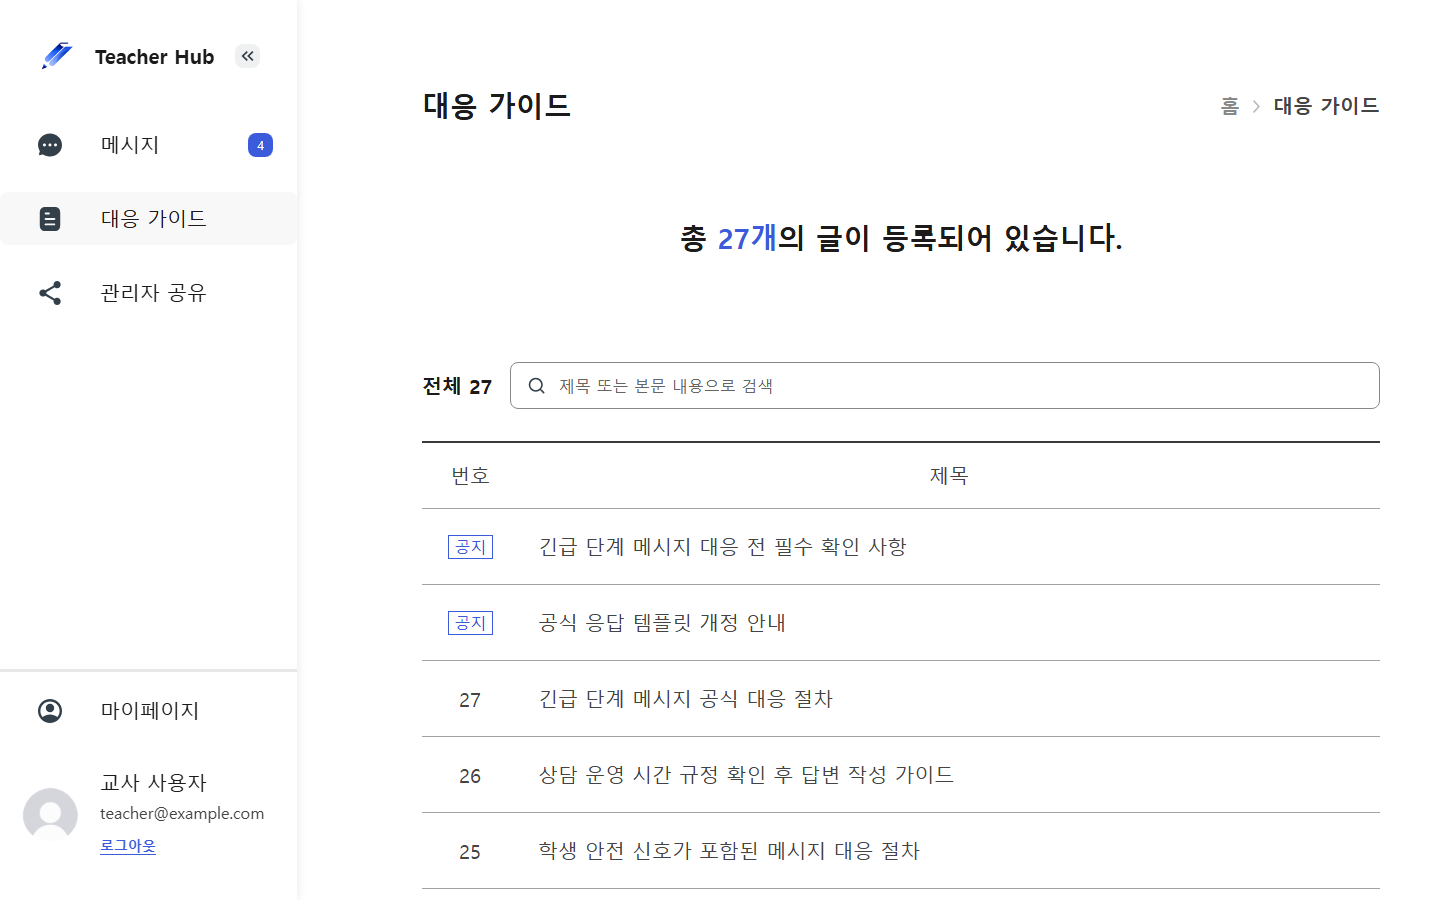 Teacher Hub
메시지
4
대응 가이드
관리자 공유
마이페이지
교사 사용자
teacher@example.com
로그아웃
대응 가이드
홈 > 대응 가이드
총 27개의 글이 등록되어 있습니다.
전체 27
제목 또는 본문 내용으로 검색
번호 제목
공지 긴급 단계 메시지 대응 전 필수 확인 사항
공지 공식 응답 템플릿 개정 안내
27 긴급 단계 메시지 공식 대응 절차
26 상담 운영 시간 규정 확인 후 답변 작성 가이드
25 학생 안전 신호가 포함된 메시지 대응 절차